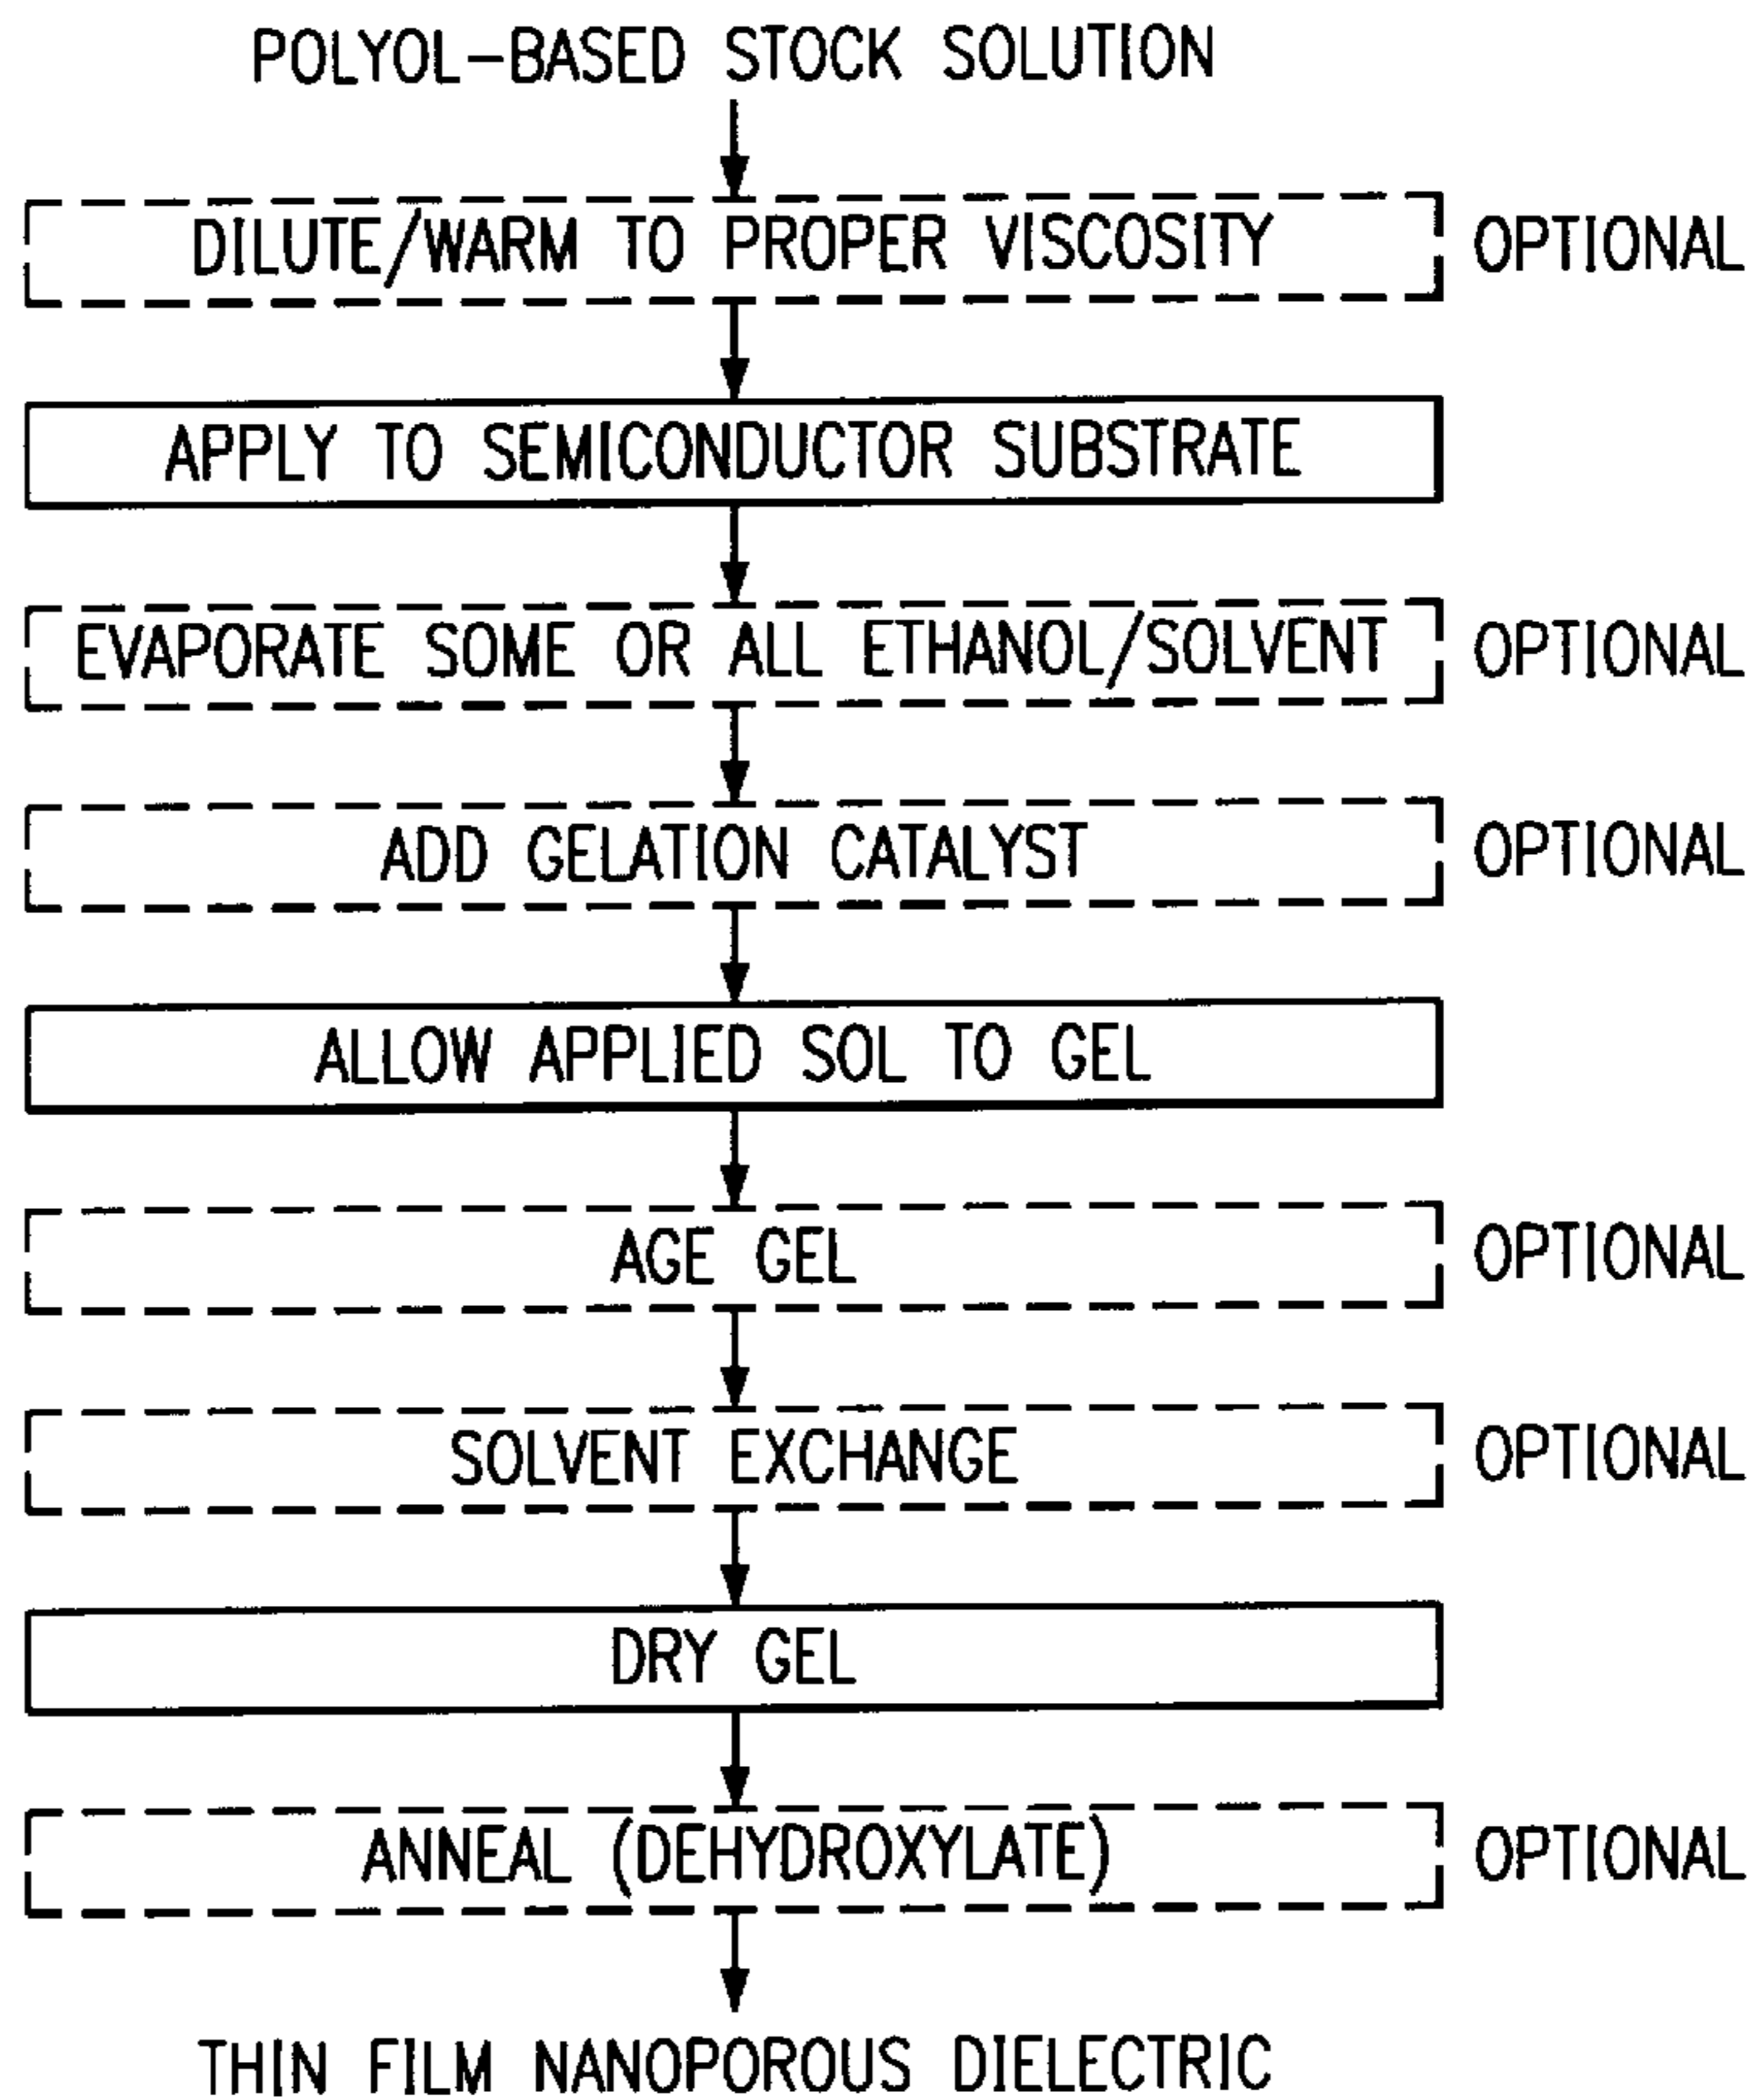 POLYOL-BASED STOCK SOLUTION
DILUTE/WARM TO PROPER VISCOSITY OPTIONAL
APPLY TO SEMICONDUCTOR SUBSTRATE
EVAPORATE SOME OR ALL ETHANOL/SOLVENT OPTIONAL
ADD GELATION CATALYST OPTIONAL
ALLOW APPLIED SOL TO GEL
AGE GEL OPTIONAL
SOLVENT EXCHANGE OPTIONAL
DRY GEL
ANNEAL (DEHYDROXYLATE) OPTIONAL
THIN FILM NANOPOROUS DIELECTRIC